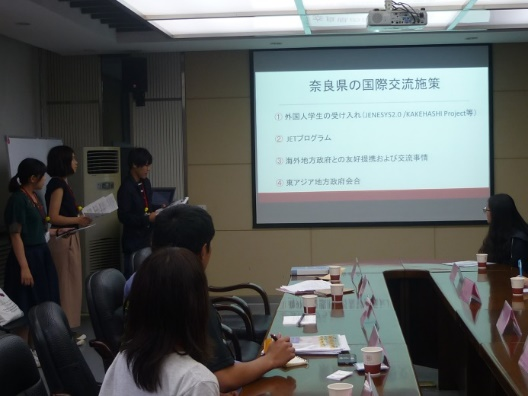 奈良県の国際交流施策
① 外国人学生の受け入れ（JENESYS2.0/KAKEHASHI Project等）
② JETプログラム
③ 海外地方政府との友好提携および交流事情
④ 東アジア地方政府会合